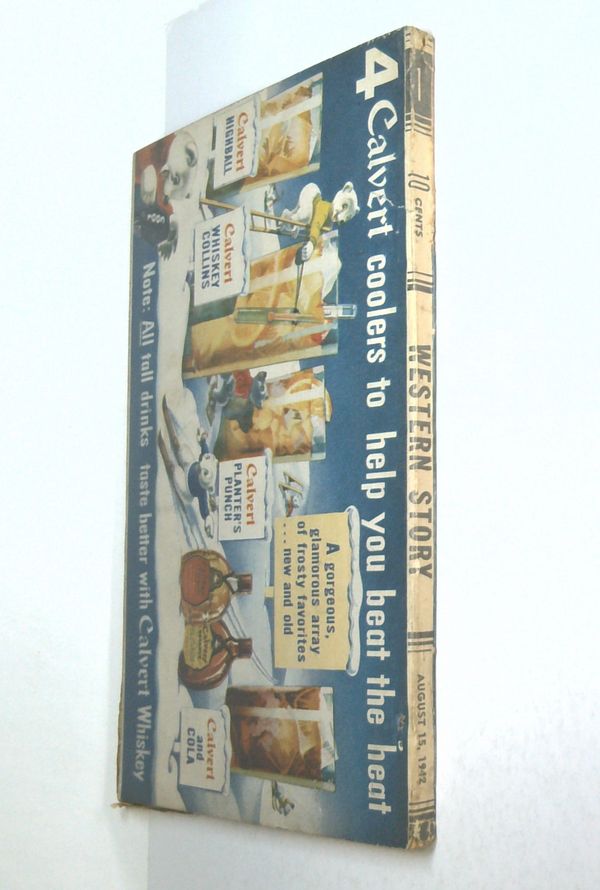 10 CENTS
WESTERN STORY
AUGUST 15, 1942
4 Calvert coolers to help you beat the heat
Calvert
HIGHBALL
Calvert
WHISKEY
COLLINS
Calvert
PLANTER'S
PUNCH
A gorgeous,
glamorous array
of frosty favorites
... new and old
Calvert
and
COLA
Note: All tall drinks taste better with Calvert Whiskey